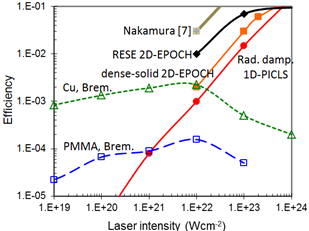 1.E-01
Nakamura [7]
1.E-02
RESE 2D-EPOCH
dense-solid 2D-EPOCH
Rad. damp.
1D-PICLS
Cu, Brem.
1.E-03
PMMA, Brem.
1.E-04
1.E-05
1.E+19 1.E+20 1.E+21 1.E+22 1.E+23 1.E+24
Laser intensity (Wcm-2)
Efficiency